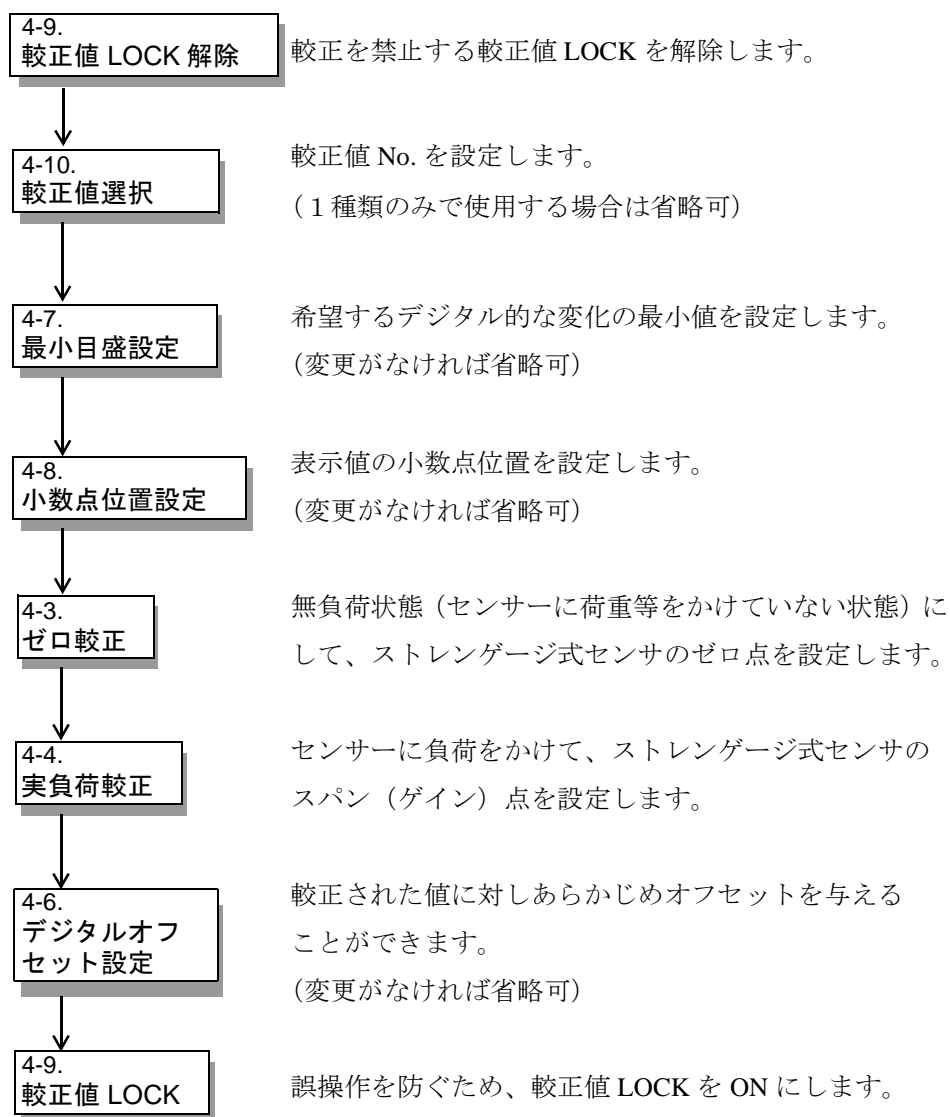 4-9.
較正値 LOCK 解除
較正を禁止する較正値 LOCK を解除します。
4-10.
較正値選択
較正値 No. を設定します。
（１種類のみで使用する場合は省略可）
4-7.
最小目盛設定
希望するデジタル的な変化の最小値を設定します。
（変更がなければ省略可）
4-8.
小数点位置設定
表示値の小数点位置を設定します。
（変更がなければ省略可）
4-3.
ゼロ較正
無負荷状態（センサーに荷重等をかけていない状態）に
して、ストレンゲージ式センサのゼロ点を設定します。
4-4.
実負荷較正
センサーに負荷をかけて、ストレンゲージ式センサの
スパン（ゲイン）点を設定します。
4-6.
デジタルオフ
セット設定
較正された値に対しあらかじめオフセットを与える
ことができます。
（変更がなければ省略可）
4-9.
較正値 LOCK
誤操作を防ぐため、較正値 LOCK を ON にします。